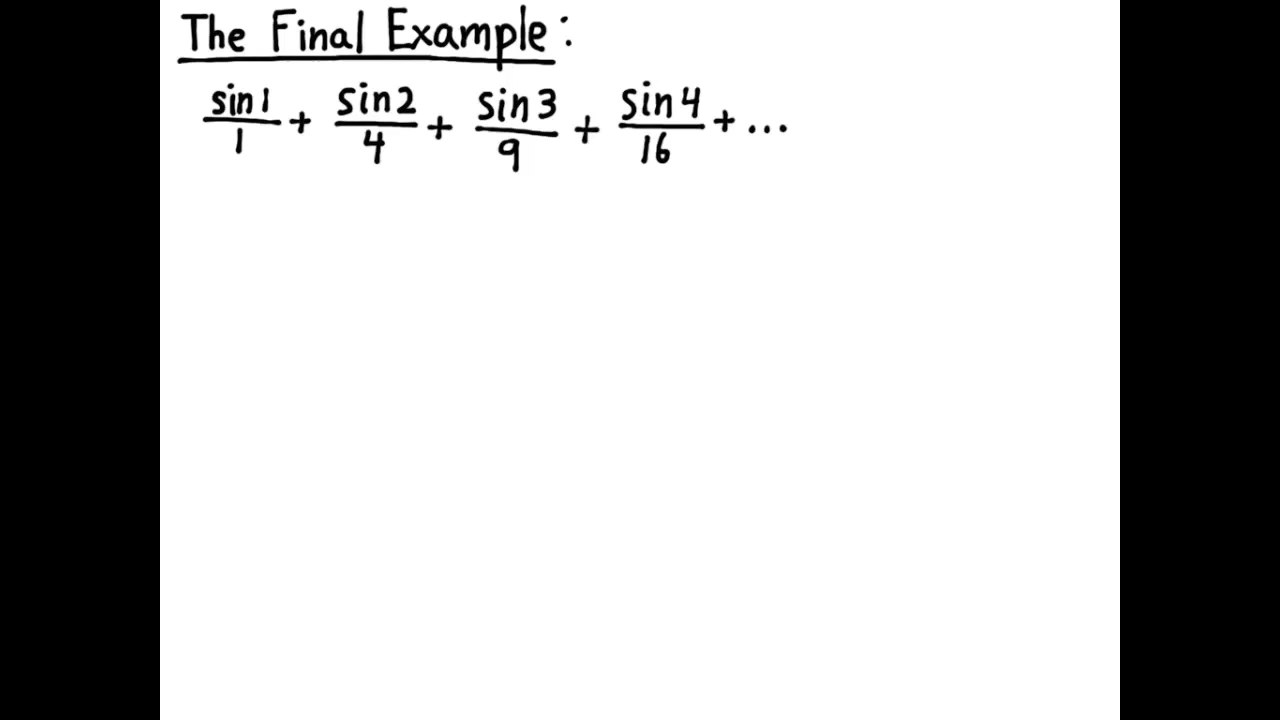 The Final Example:
sin1/1 + sin2/4 + sin3/9 + sin4/16 + ...